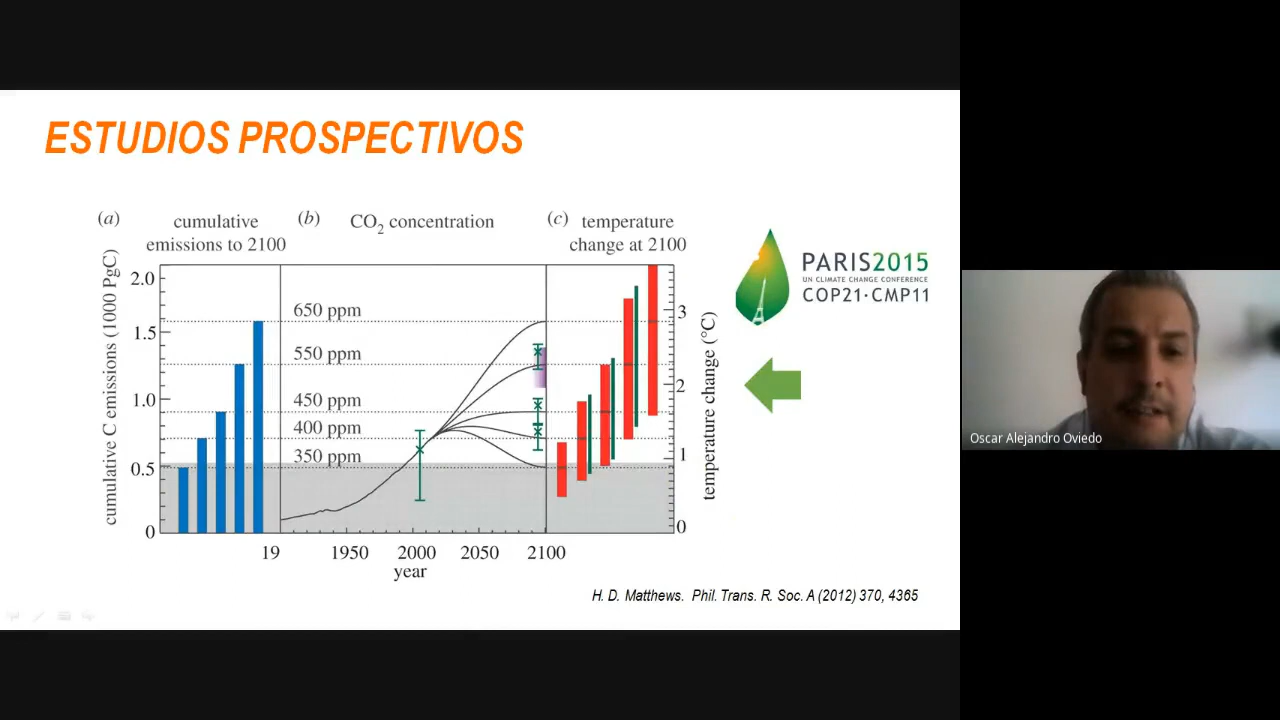 ESTUDIOS PROSPECTIVOS
(a)
cumulative
emissions to 2100
(b)
CO2 concentration
(c)
temperature
change at 2100
cumulative C emissions (1000 PgC)
2.0
1.5
1.0
0.5
0
650 ppm
550 ppm
450 ppm
400 ppm
350 ppm
19
1950
2000
2050
2100
year
3
2
1
0
temperature change (°C)
PARIS2015
UN CLIMATE CHANGE CONFERENCE
COP21·CMP11
H. D. Matthews. Phil. Trans. R. Soc. A (2012) 370, 4365
Oscar Alejandro Oviedo